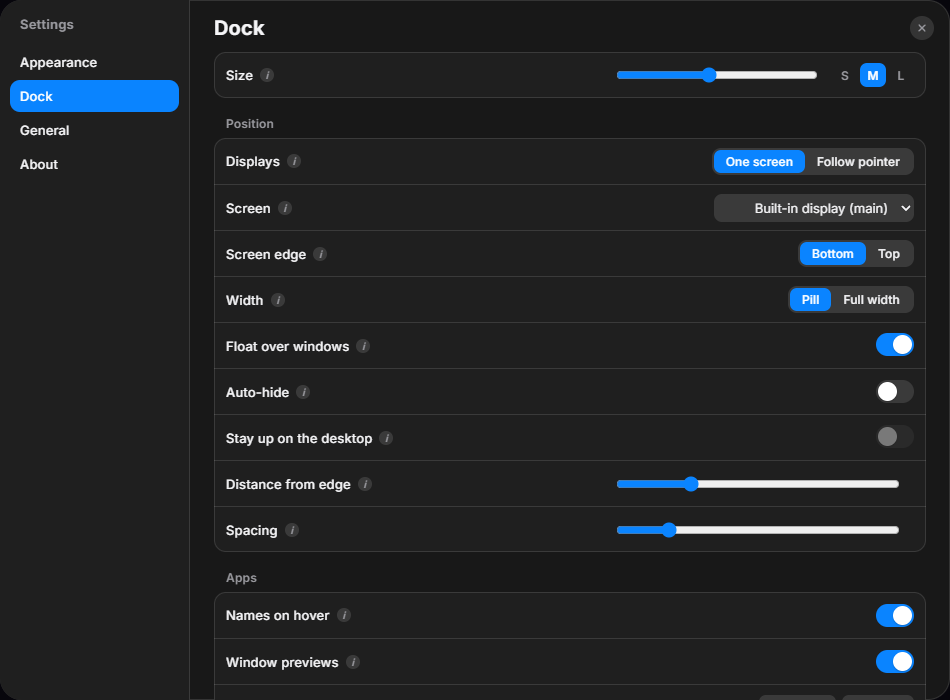 Settings
Appearance
Dock
General
About
Dock
Size i
S M L
Position
Displays i
One screen Follow pointer
Screen i
Built-in display (main)
Screen edge i
Bottom Top
Width i
Pill Full width
Float over windows i
Auto-hide i
Stay up on the desktop i
Distance from edge i
Spacing i
Apps
Names on hover i
Window previews i